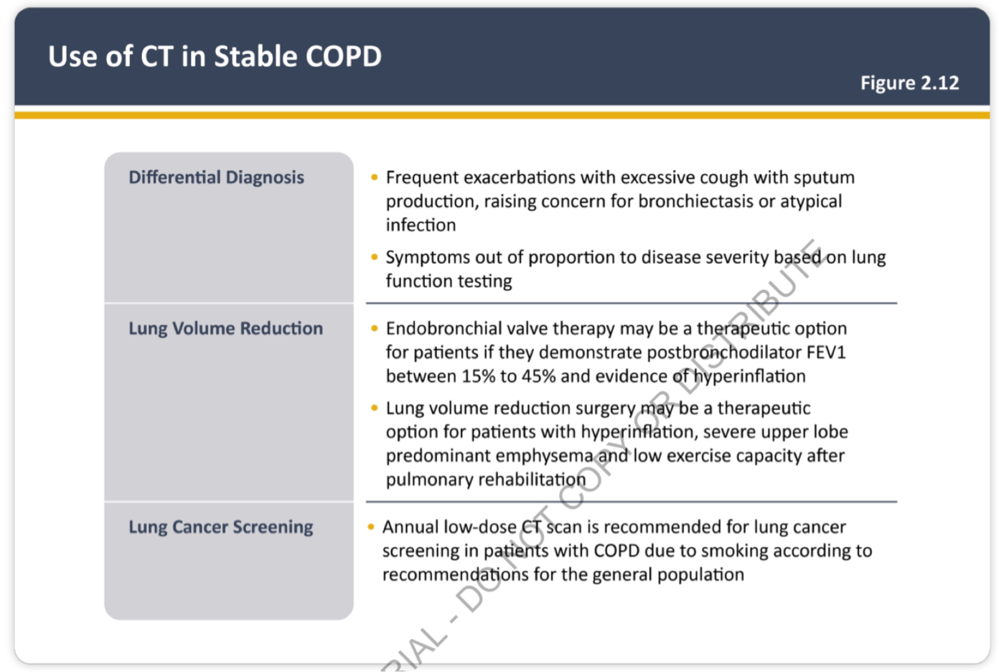 Use of CT in Stable COPD
Figure 2.12
Differential Diagnosis
• Frequent exacerbations with excessive cough with sputum
production, raising concern for bronchiectasis or atypical
infection
• Symptoms out of proportion to disease severity based on lung
function testing
Lung Volume Reduction
• Endobronchial valve therapy may be a therapeutic option
for patients if they demonstrate postbronchodilator FEV1
between 15% to 45% and evidence of hyperinflation
• Lung volume reduction surgery may be a therapeutic
option for patients with hyperinflation, severe upper lobe
predominant emphysema and low exercise capacity after
pulmonary rehabilitation
Lung Cancer Screening
• Annual low-dose CT scan is recommended for lung cancer
screening in patients with COPD due to smoking according to
recommendations for the general population
RIAL - DO NOT COPY OR DISTRIBUTE